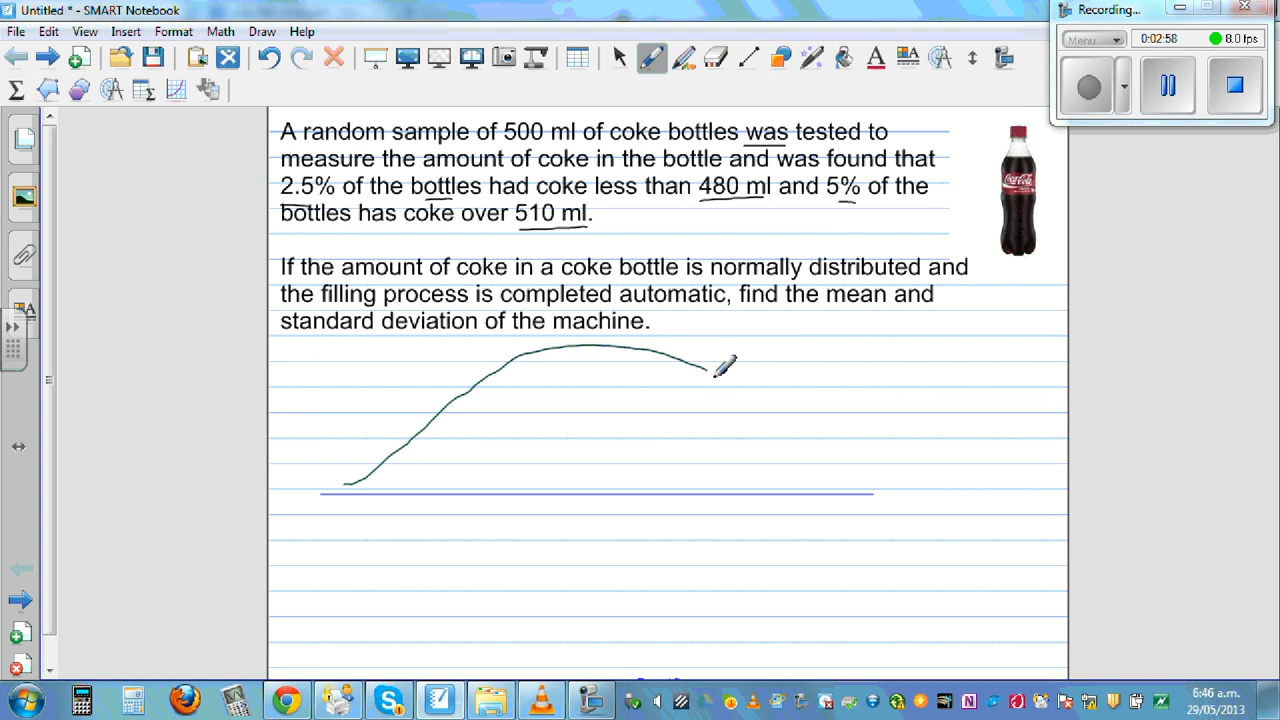 Untitled * - SMART Notebook
Recording...
File Edit View Insert Format Math Draw Help
Menu 0:02:58 8.0 fps
A random sample of 500 ml of coke bottles was tested to
measure the amount of coke in the bottle and was found that
2.5% of the bottles had coke less than 480 ml and 5% of the
bottles has coke over 510 ml.
Coca-Cola
If the amount of coke in a coke bottle is normally distributed and
the filling process is completed automatic, find the mean and
standard deviation of the machine.
6:46 a.m.
29/05/2013